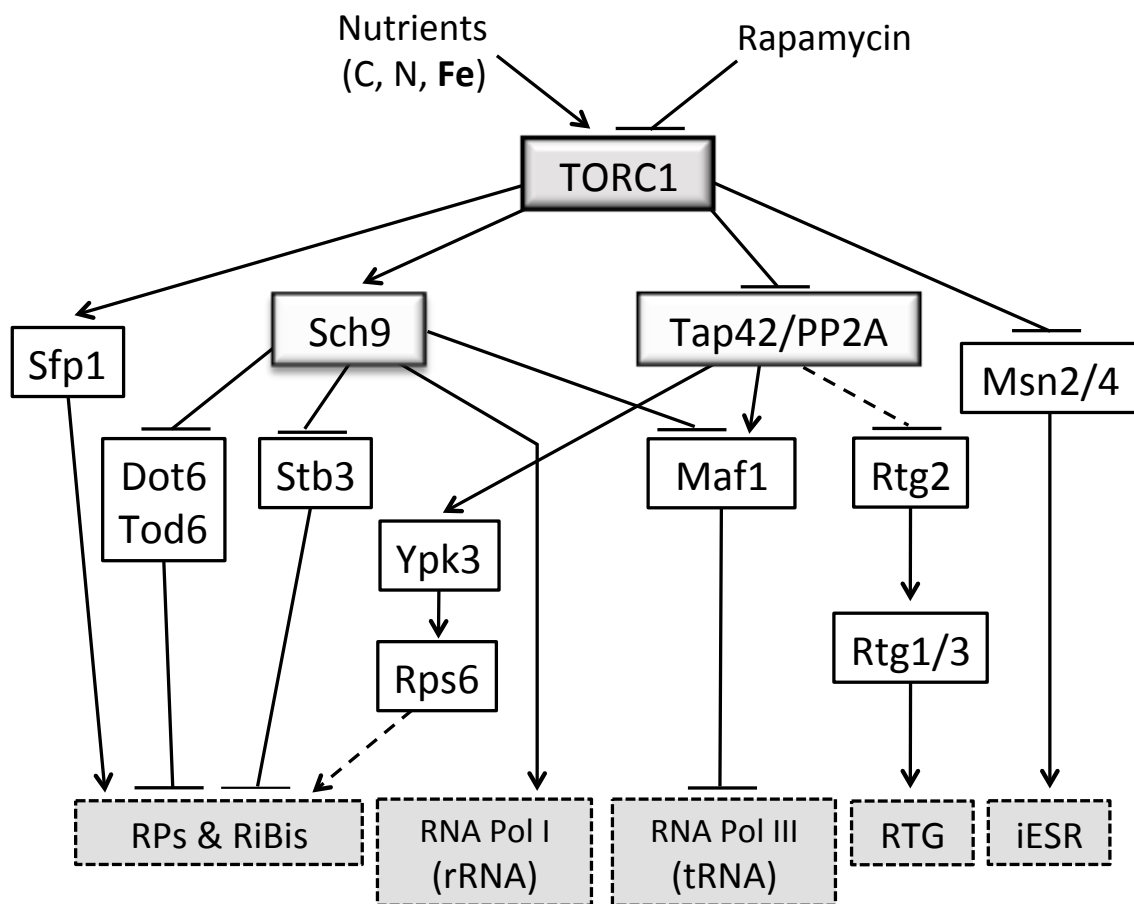 Nutrients
(C, N, Fe)
Rapamycin
TORC1
Sfp1
Sch9
Tap42/PP2A
Msn2/4
Dot6
Tod6
Stb3
Maf1
Rtg2
Ypk3
Rps6
Rtg1/3
RPs & RiBis
RNA Pol I
(rRNA)
RNA Pol III
(tRNA)
RTG
iESR